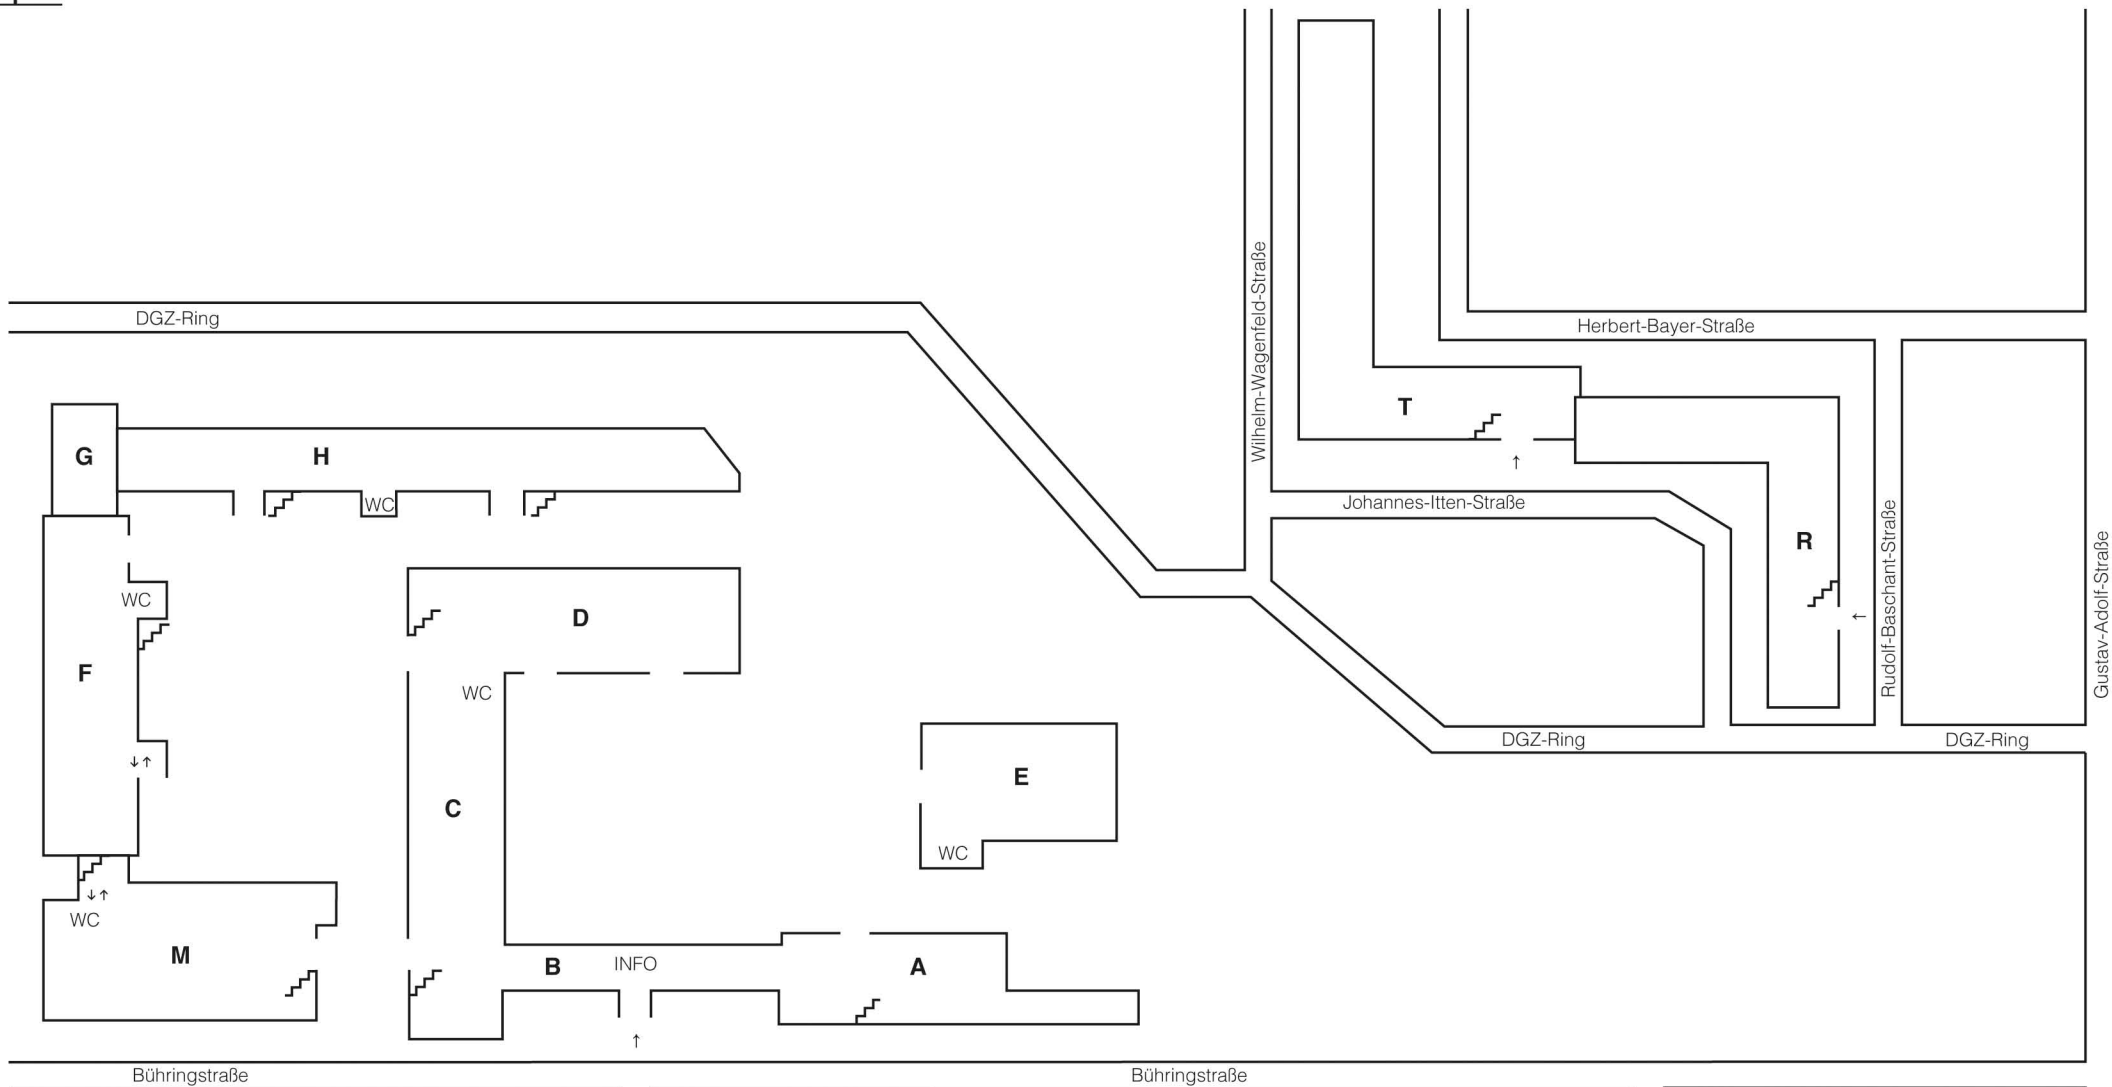 DGZ-Ring
Wilhelm-Wagenfeld-Straße
Herbert-Bayer-Straße
T
G
H
WC
Johannes-Itten-Straße
R
Rudolf-Baschant-Straße
Gustav-Adolf-Straße
WC
D
F
WC
DGZ-Ring
DGZ-Ring
↓↑
E
C
WC
↓↑
WC
M
B
INFO
A
Bühringstraße
Bühringstraße